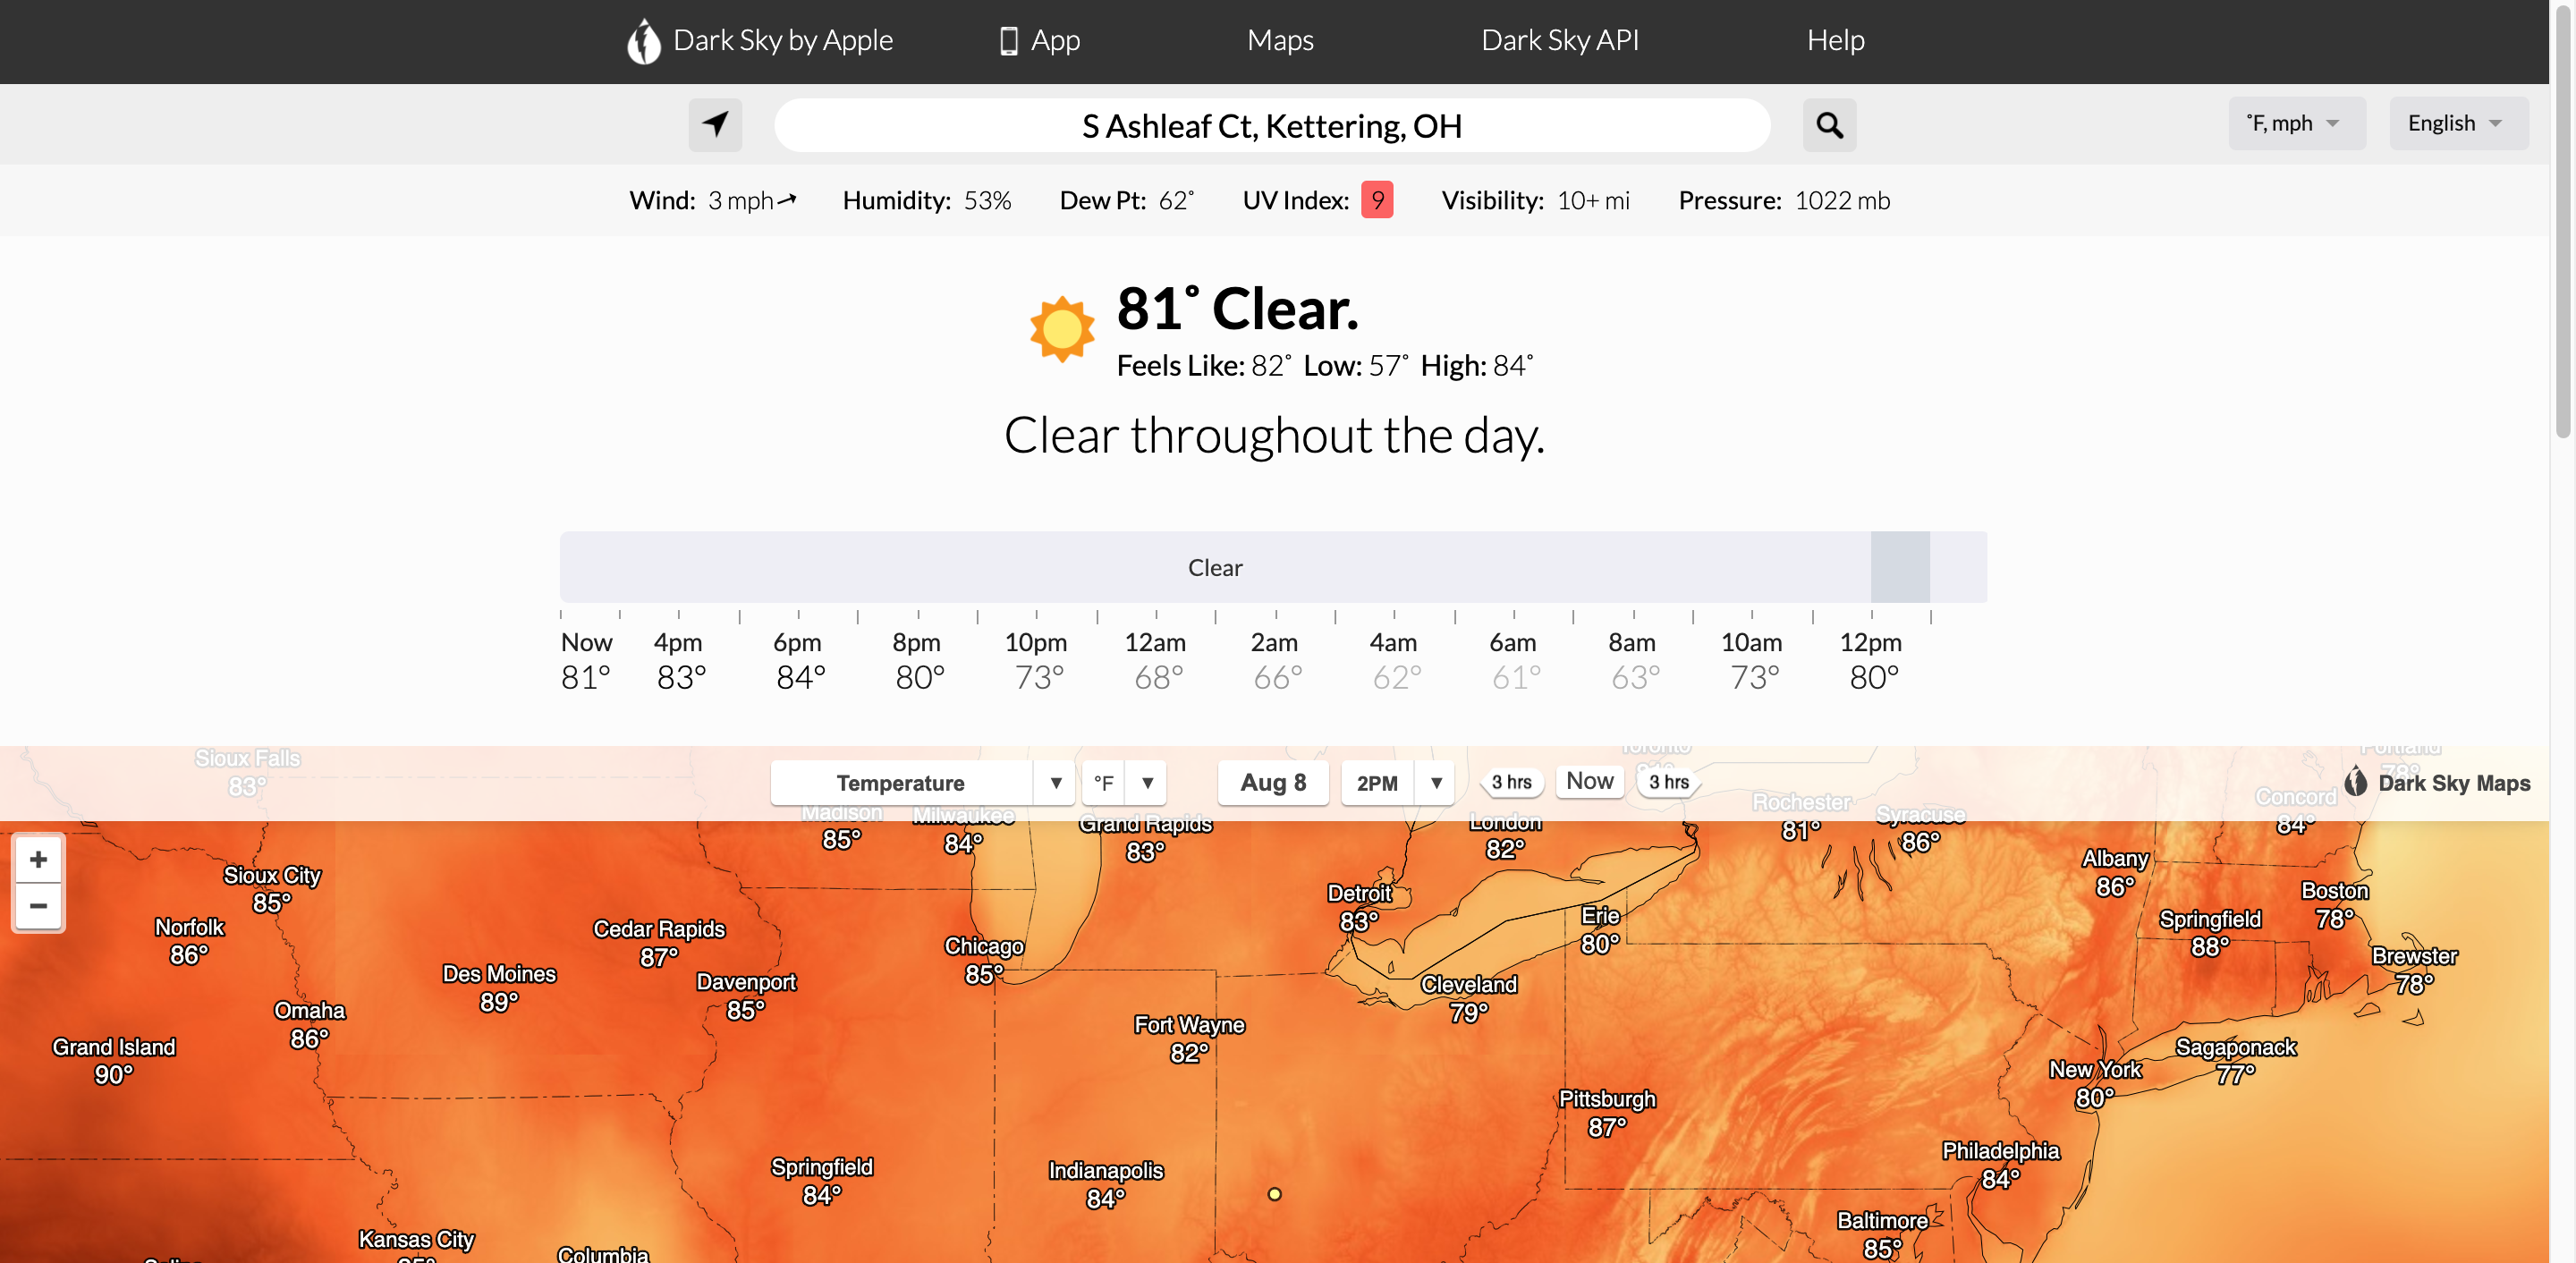 Dark Sky by Apple App Maps Dark Sky API Help
S Ashleaf Ct, Kettering, OH
˚F, mph English
Wind: 3 mph Humidity: 53% Dew Pt: 62˚ UV Index: 9 Visibility: 10+ mi Pressure: 1022 mb
81˚ Clear.
Feels Like: 82˚ Low: 57˚ High: 84˚
Clear throughout the day.
Clear
Now 4pm 6pm 8pm 10pm 12am 2am 4am 6am 8am 10am 12pm
81° 83° 84° 80° 73° 68° 66° 62° 61° 63° 73° 80°
Sioux Falls
83°
Toronto
Portland
78°
Temperature ▼ °F ▼ Aug 8 2PM ▼ 3 hrs Now 3 hrs
Dark Sky Maps
Madison
85°
Milwaukee
84°
Grand Rapids
83°
London
82°
Rochester
81°
Syracuse
86°
Concord
84°
+
−
Sioux City
85°
Norfolk
86°
Cedar Rapids
87°
Des Moines
89°
Davenport
85°
Chicago
85°
Detroit
83°
Erie
80°
Cleveland
79°
Albany
86°
Boston
78°
Springfield
88°
Brewster
78°
Omaha
86°
Grand Island
90°
Fort Wayne
82°
New York
80°
Sagaponack
77°
Pittsburgh
87°
Philadelphia
84°
Springfield
84°
Indianapolis
84°
Baltimore
85°
Kansas City
Columbia